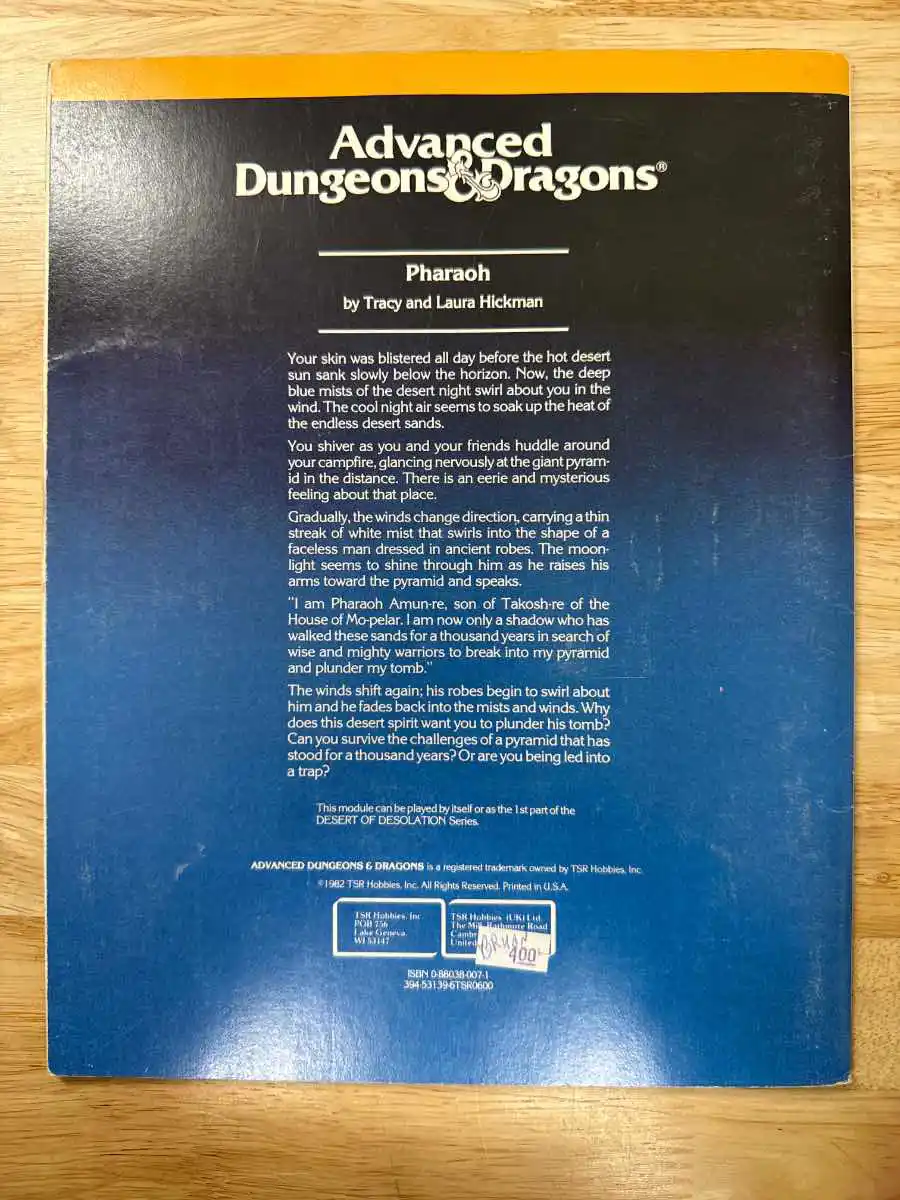 Advanced
Dungeons & Dragons®
Pharaoh
by Tracy and Laura Hickman
Your skin was blistered all day before the hot desert
sun sank slowly below the horizon. Now, the deep
blue mists of the desert night swirl about you in the
wind. The cool night air seems to soak up the heat of
the endless desert sands.
You shiver as you and your friends huddle around
your campfire, glancing nervously at the giant pyram-
id in the distance. There is an eerie and mysterious
feeling about that place.
Gradually, the winds change direction, carrying a thin
streak of white mist that swirls into the shape of a
faceless man dressed in ancient robes. The moon-
light seems to shine through him as he raises his
arms toward the pyramid and speaks.
"I am Pharaoh Amun-re, son of Takosh-re of the
House of Mo-pelar. I am now only a shadow who has
walked these sands for a thousand years in search of
wise and mighty warriors to break into my pyramid
and plunder my tomb."
The winds shift again; his robes begin to swirl about
him and he fades back into the mists and winds. Why
does this desert spirit want you to plunder his tomb?
Can you survive the challenges of a pyramid that has
stood for a thousand years? Or are you being led into
a trap?
This module can be played by itself or as the 1st part of the
DESERT OF DESOLATION Series.
ADVANCED DUNGEONS & DRAGONS is a registered trademark owned by TSR Hobbies, Inc.
©1982 TSR Hobbies, Inc. All Rights Reserved. Printed in U.S.A.
TSR Hobbies, Inc.
POB 756
Lake Geneva,
WI 53147
TSR Hobbies (UK) Ltd.
The Mill, Rathmore Road
Camb
United
400
ISBN 0-88038-007-1
394-53139-6TSR0600